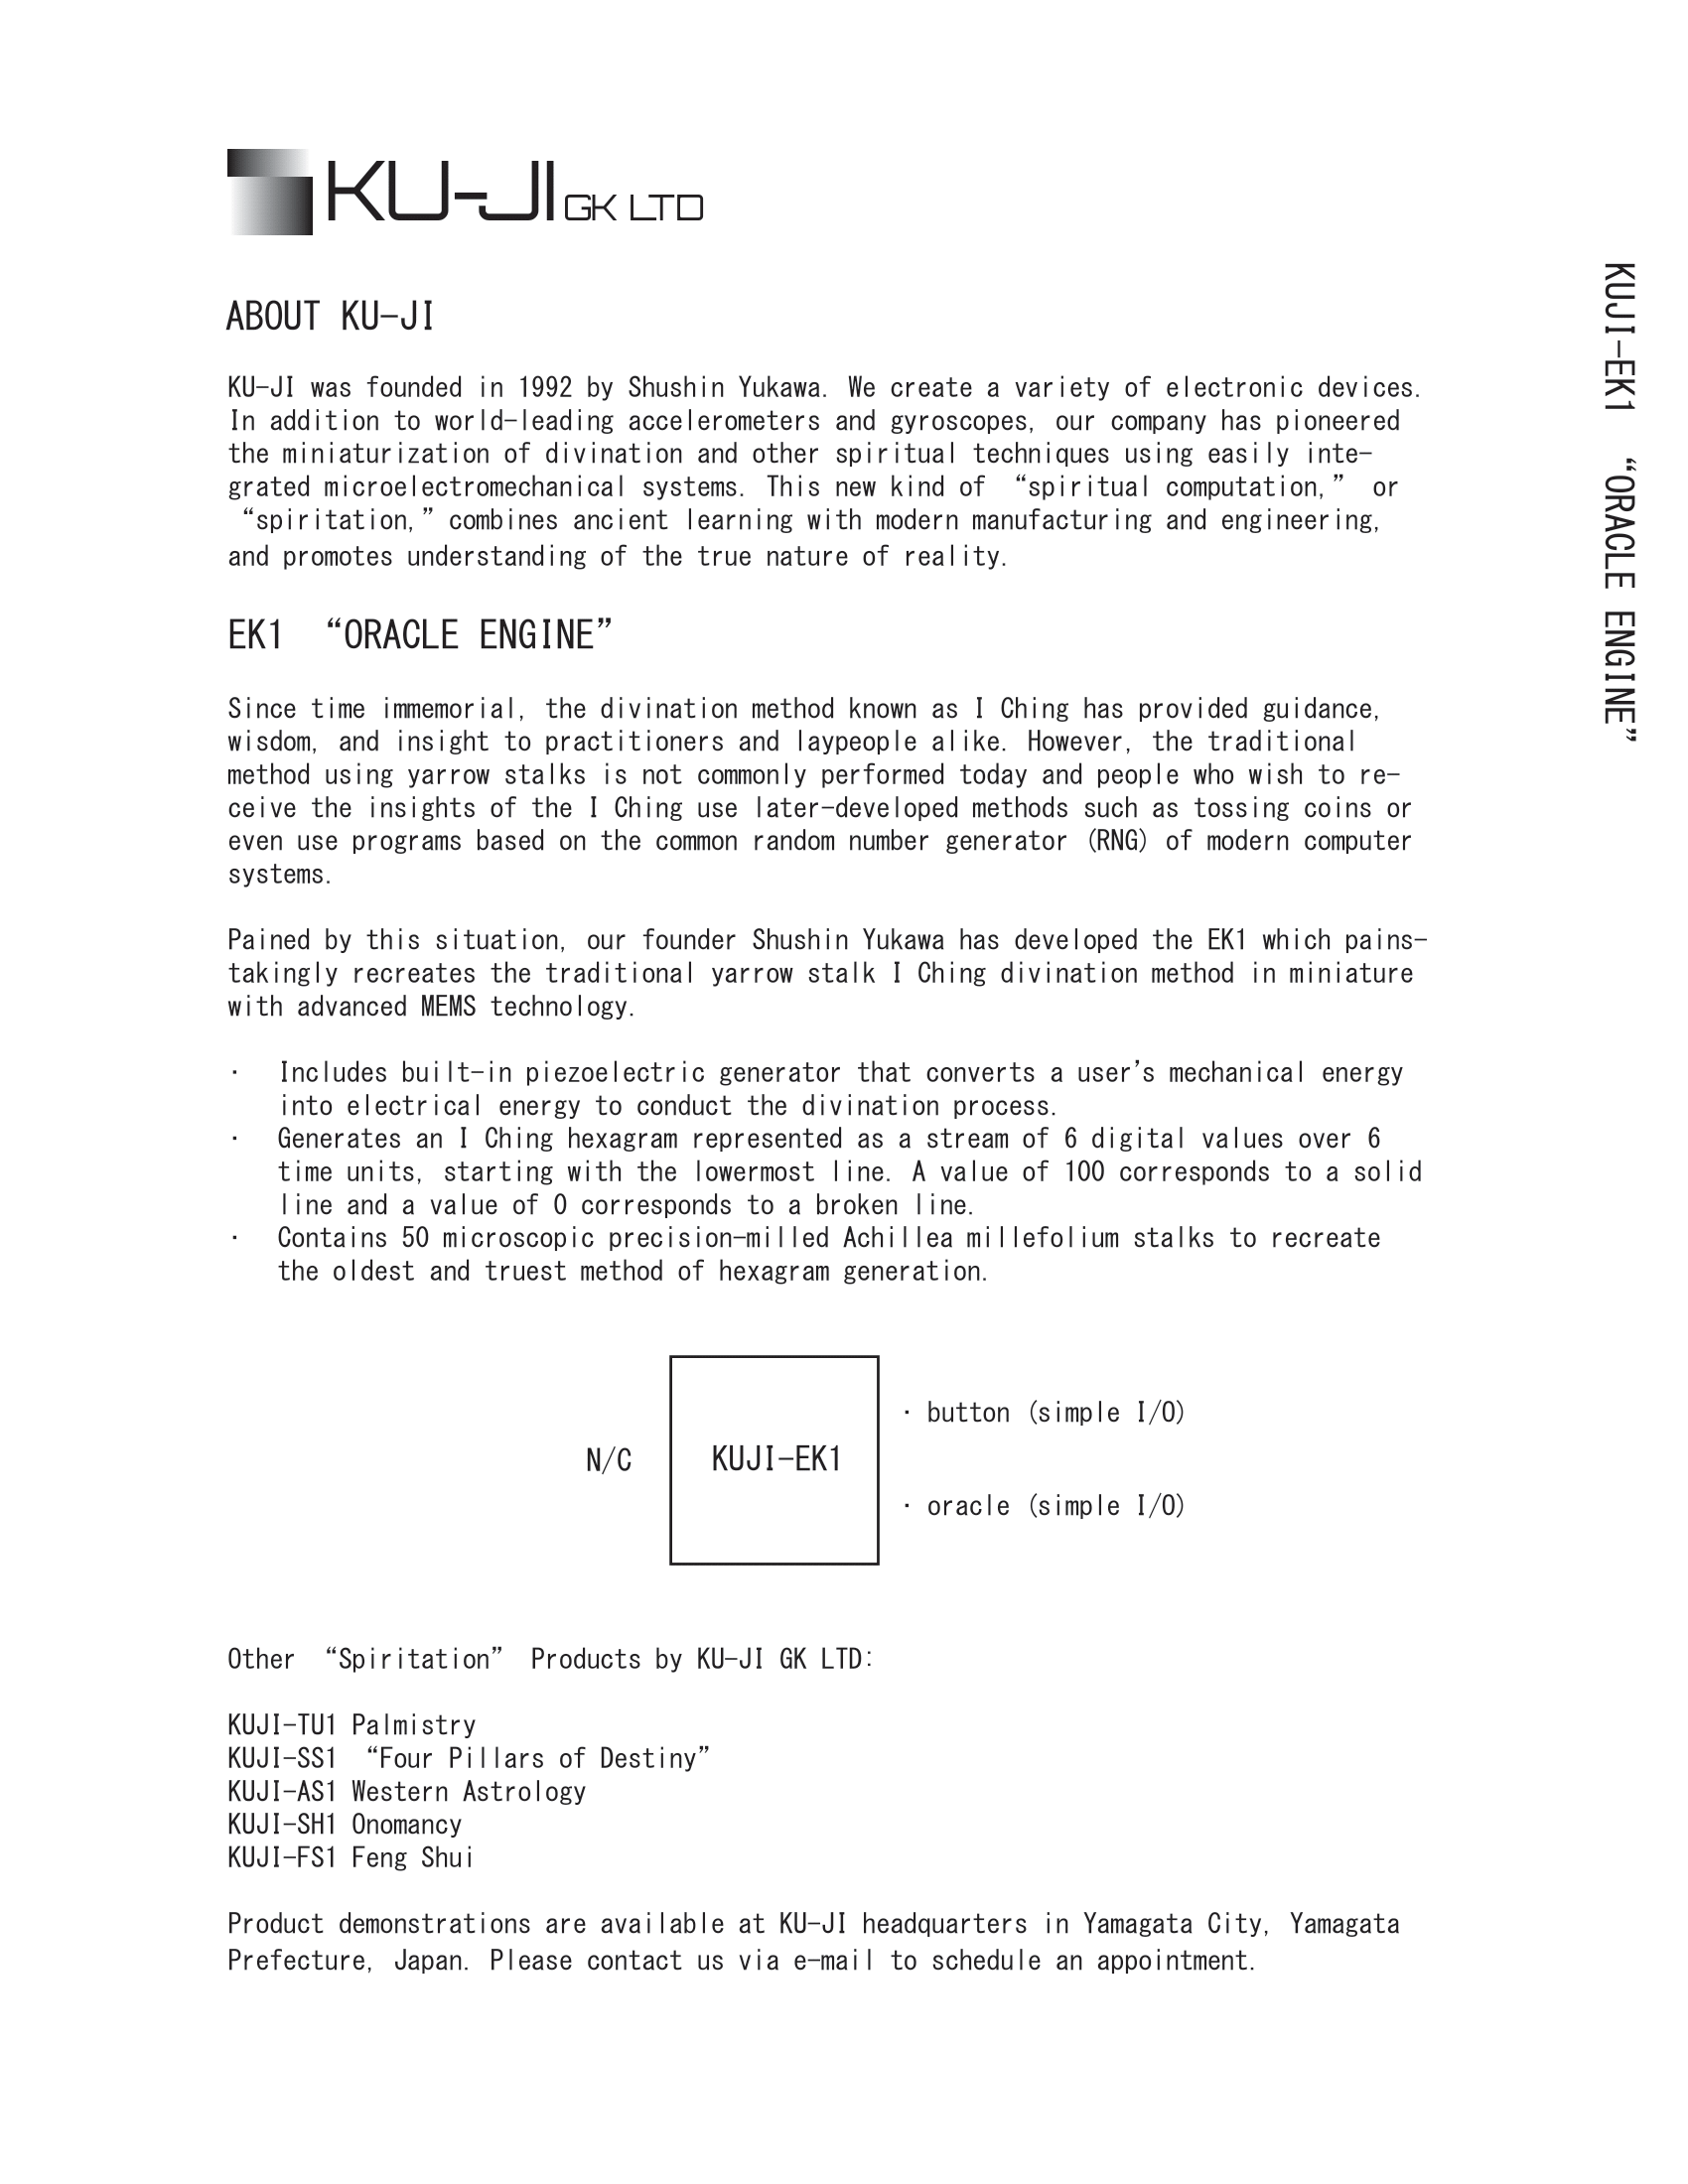 KU-JI GK LTD
KUJI-EK1 “ORACLE ENGINE”
ABOUT KU-JI
KU-JI was founded in 1992 by Shushin Yukawa. We create a variety of electronic devices.
In addition to world-leading accelerometers and gyroscopes, our company has pioneered
the miniaturization of divination and other spiritual techniques using easily inte-
grated microelectromechanical systems. This new kind of “spiritual computation,” or
“spiritation,” combines ancient learning with modern manufacturing and engineering,
and promotes understanding of the true nature of reality.
EK1 “ORACLE ENGINE”
Since time immemorial, the divination method known as I Ching has provided guidance,
wisdom, and insight to practitioners and laypeople alike. However, the traditional
method using yarrow stalks is not commonly performed today and people who wish to re-
ceive the insights of the I Ching use later-developed methods such as tossing coins or
even use programs based on the common random number generator (RNG) of modern computer
systems.
Pained by this situation, our founder Shushin Yukawa has developed the EK1 which pains-
takingly recreates the traditional yarrow stalk I Ching divination method in miniature
with advanced MEMS technology.
· Includes built-in piezoelectric generator that converts a user's mechanical energy
into electrical energy to conduct the divination process.
· Generates an I Ching hexagram represented as a stream of 6 digital values over 6
time units, starting with the lowermost line. A value of 100 corresponds to a solid
line and a value of 0 corresponds to a broken line.
· Contains 50 microscopic precision-milled Achillea millefolium stalks to recreate
the oldest and truest method of hexagram generation.
· button (simple I/O)
N/C
KUJI-EK1
· oracle (simple I/O)
Other “Spiritation” Products by KU-JI GK LTD:
KUJI-TU1 Palmistry
KUJI-SS1 “Four Pillars of Destiny”
KUJI-AS1 Western Astrology
KUJI-SH1 Onomancy
KUJI-FS1 Feng Shui
Product demonstrations are available at KU-JI headquarters in Yamagata City, Yamagata
Prefecture, Japan. Please contact us via e-mail to schedule an appointment.